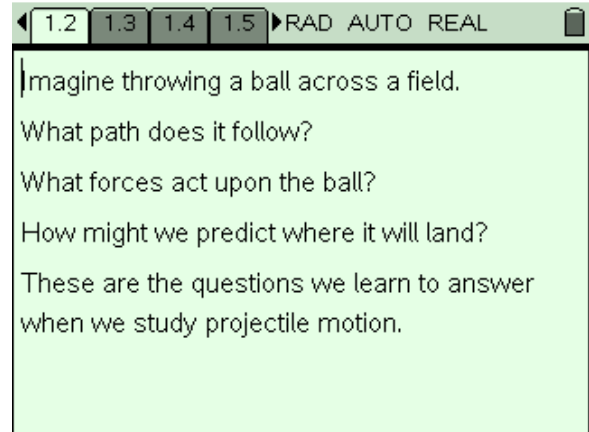 1.2 1.3 1.4 1.5 RAD AUTO REAL
Imagine throwing a ball across a field.
What path does it follow?
What forces act upon the ball?
How might we predict where it will land?
These are the questions we learn to answer
when we study projectile motion.